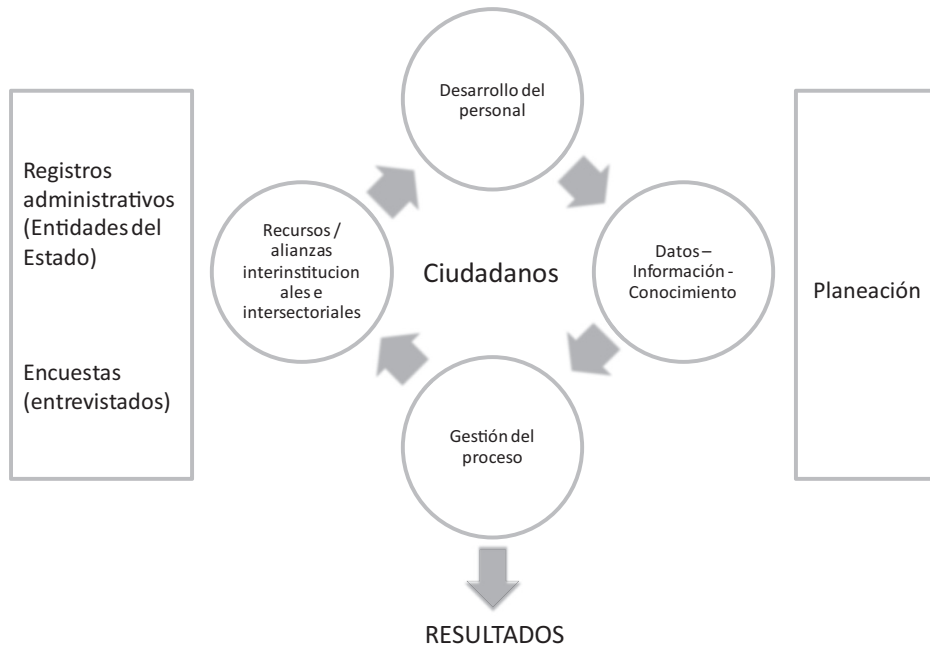 Desarrollo del
personal
Registros
administrativos
(Entidades del
Estado)
Encuestas
(entrevistados)
Recursos /
alianzas
interinstitucion
ales e
intersectoriales
Ciudadanos
Datos –
Información -
Conocimiento
Planeación
Gestión del
proceso
RESULTADOS